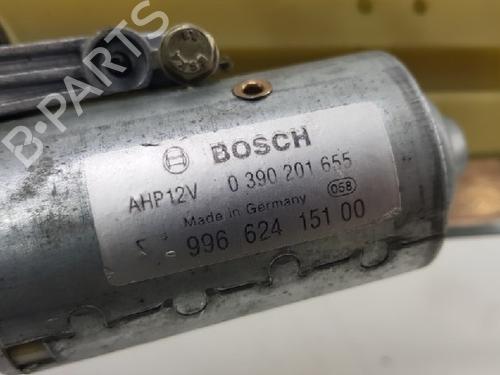 BOSCH
AHP12V 0 390 201 655
Made in Germany 058
996 624 151 00
B-PARTS